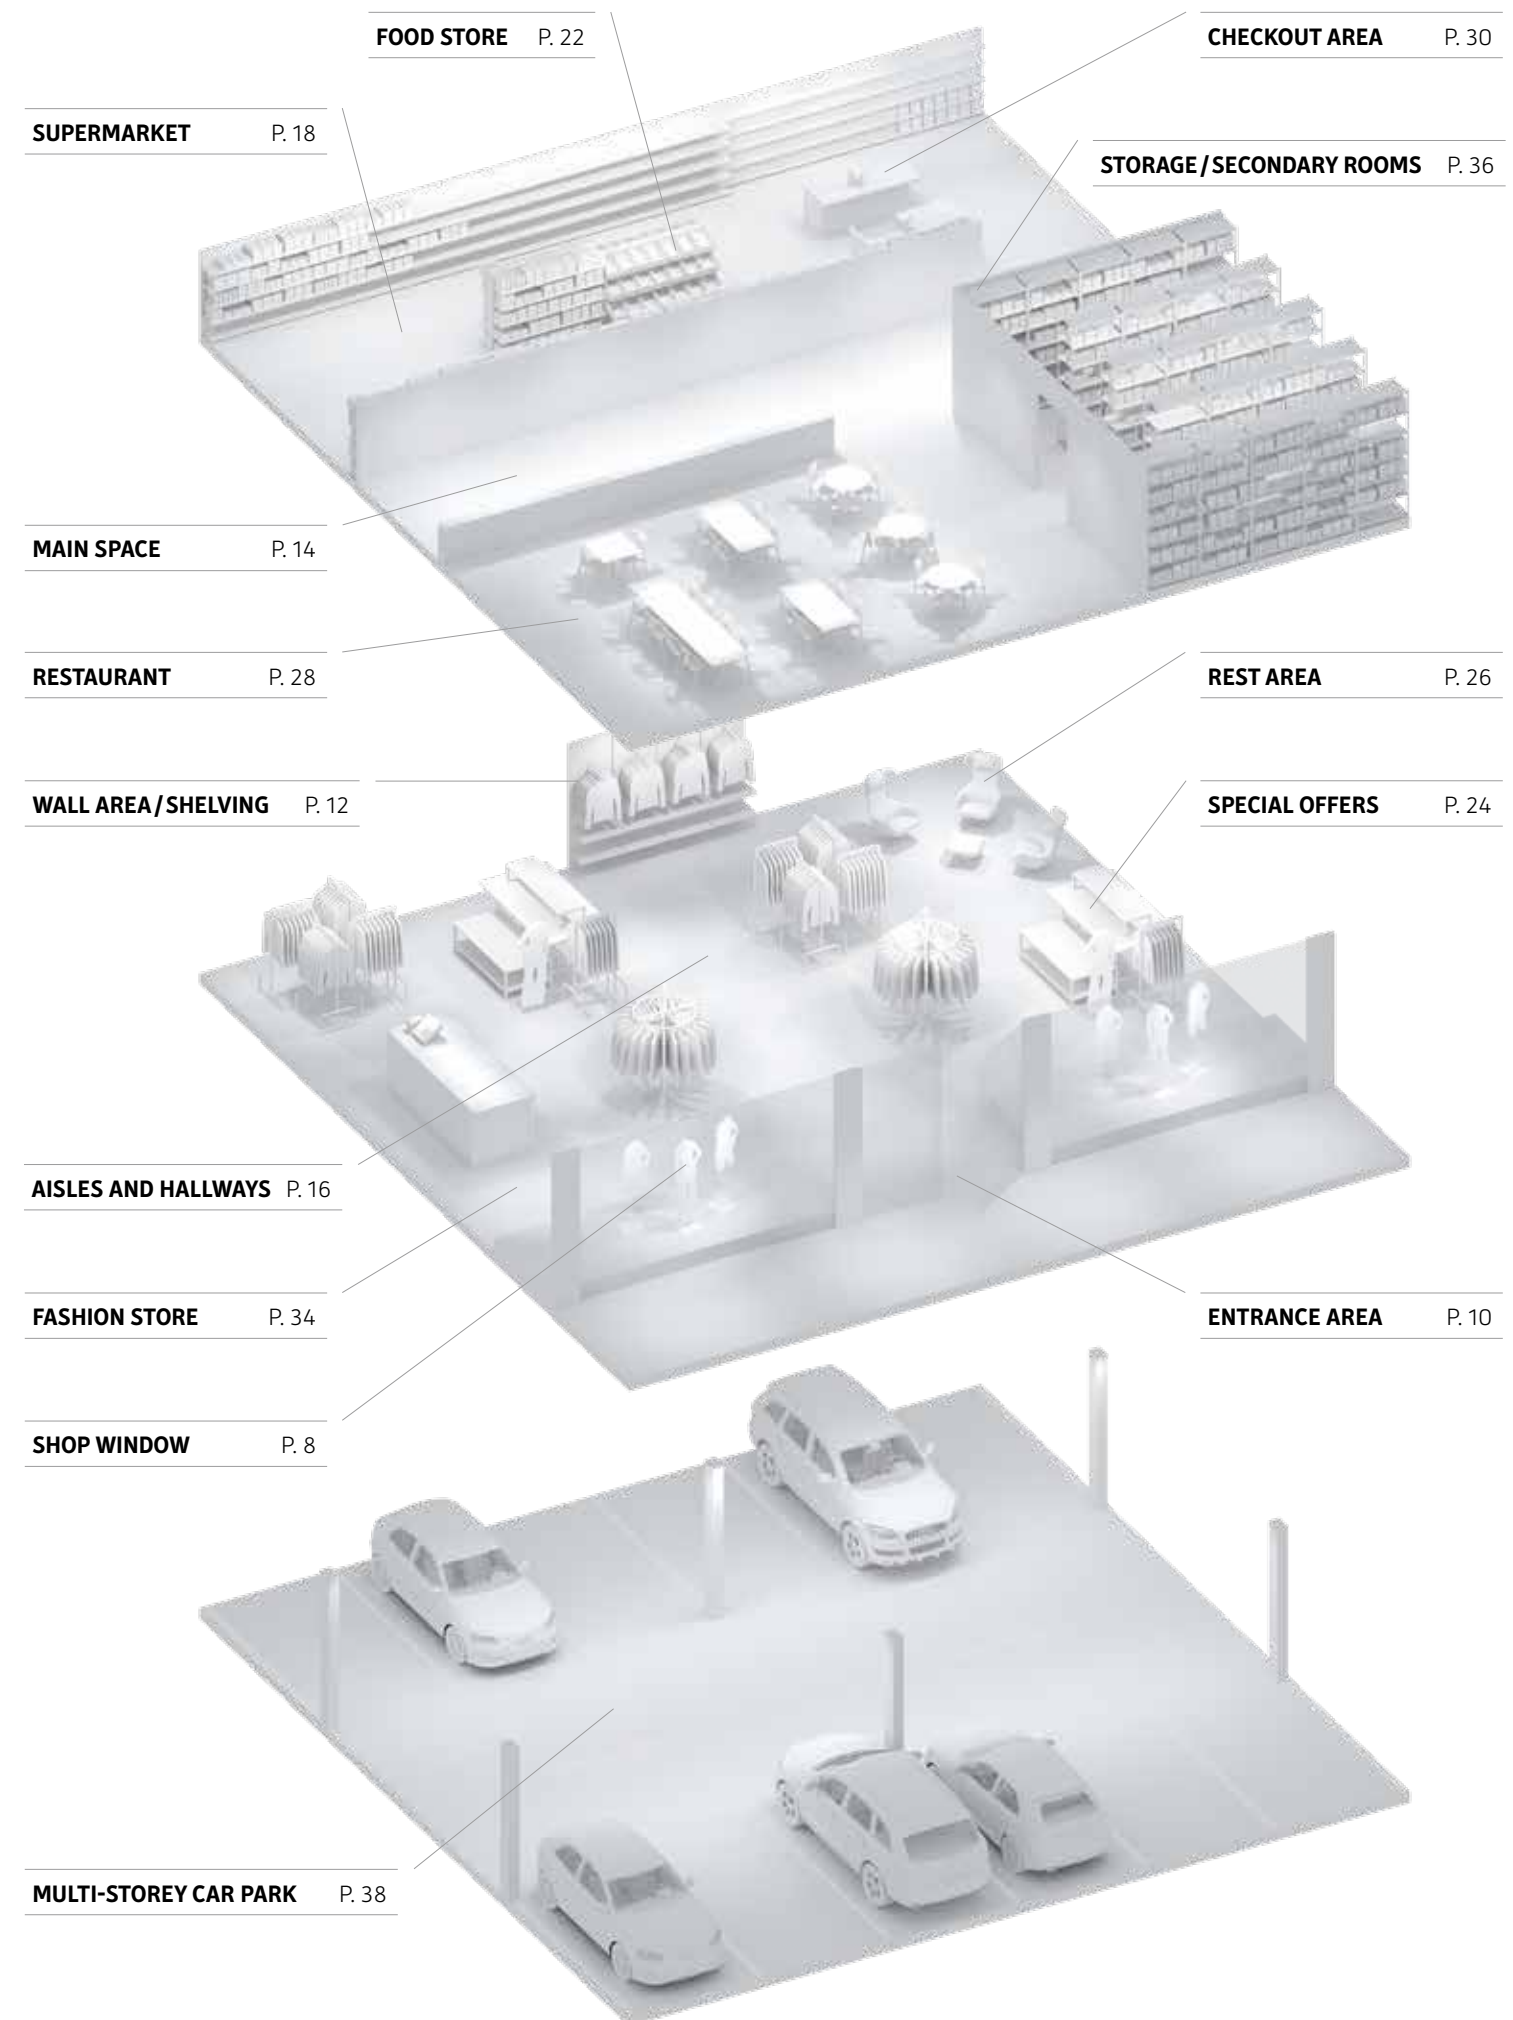 FOOD STORE P. 22
CHECKOUT AREA P. 30
SUPERMARKET P. 18
STORAGE / SECONDARY ROOMS P. 36
MAIN SPACE P. 14
RESTAURANT P. 28
REST AREA P. 26
WALL AREA / SHELVING P. 12
SPECIAL OFFERS P. 24
AISLES AND HALLWAYS P. 16
FASHION STORE P. 34
ENTRANCE AREA P. 10
SHOP WINDOW P. 8
MULTI-STOREY CAR PARK P. 38